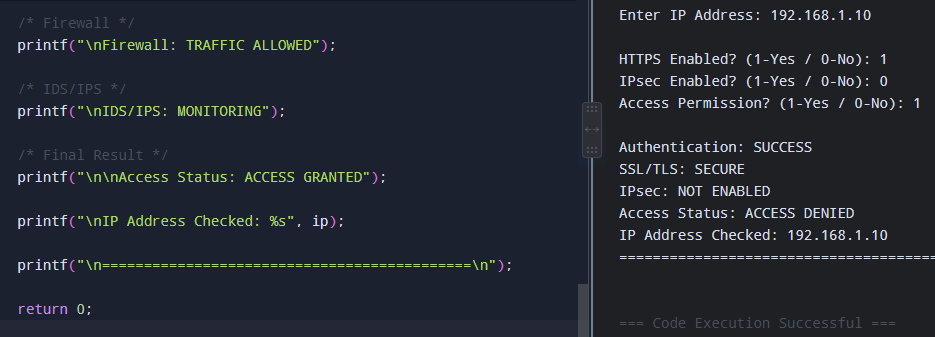 /* Firewall */
printf("\nFirewall: TRAFFIC ALLOWED");
/* IDS/IPS */
printf("\nIDS/IPS: MONITORING");
/* Final Result */
printf("\n\nAccess Status: ACCESS GRANTED");
printf("\nIP Address Checked: %s", ip);
printf("\n============================================\n");
return 0;
Enter IP Address: 192.168.1.10
HTTPS Enabled? (1-Yes / 0-No): 1
IPsec Enabled? (1-Yes / 0-No): 0
Access Permission? (1-Yes / 0-No): 1
Authentication: SUCCESS
SSL/TLS: SECURE
IPsec: NOT ENABLED
Access Status: ACCESS DENIED
IP Address Checked: 192.168.1.10
======================================
=== Code Execution Successful ===